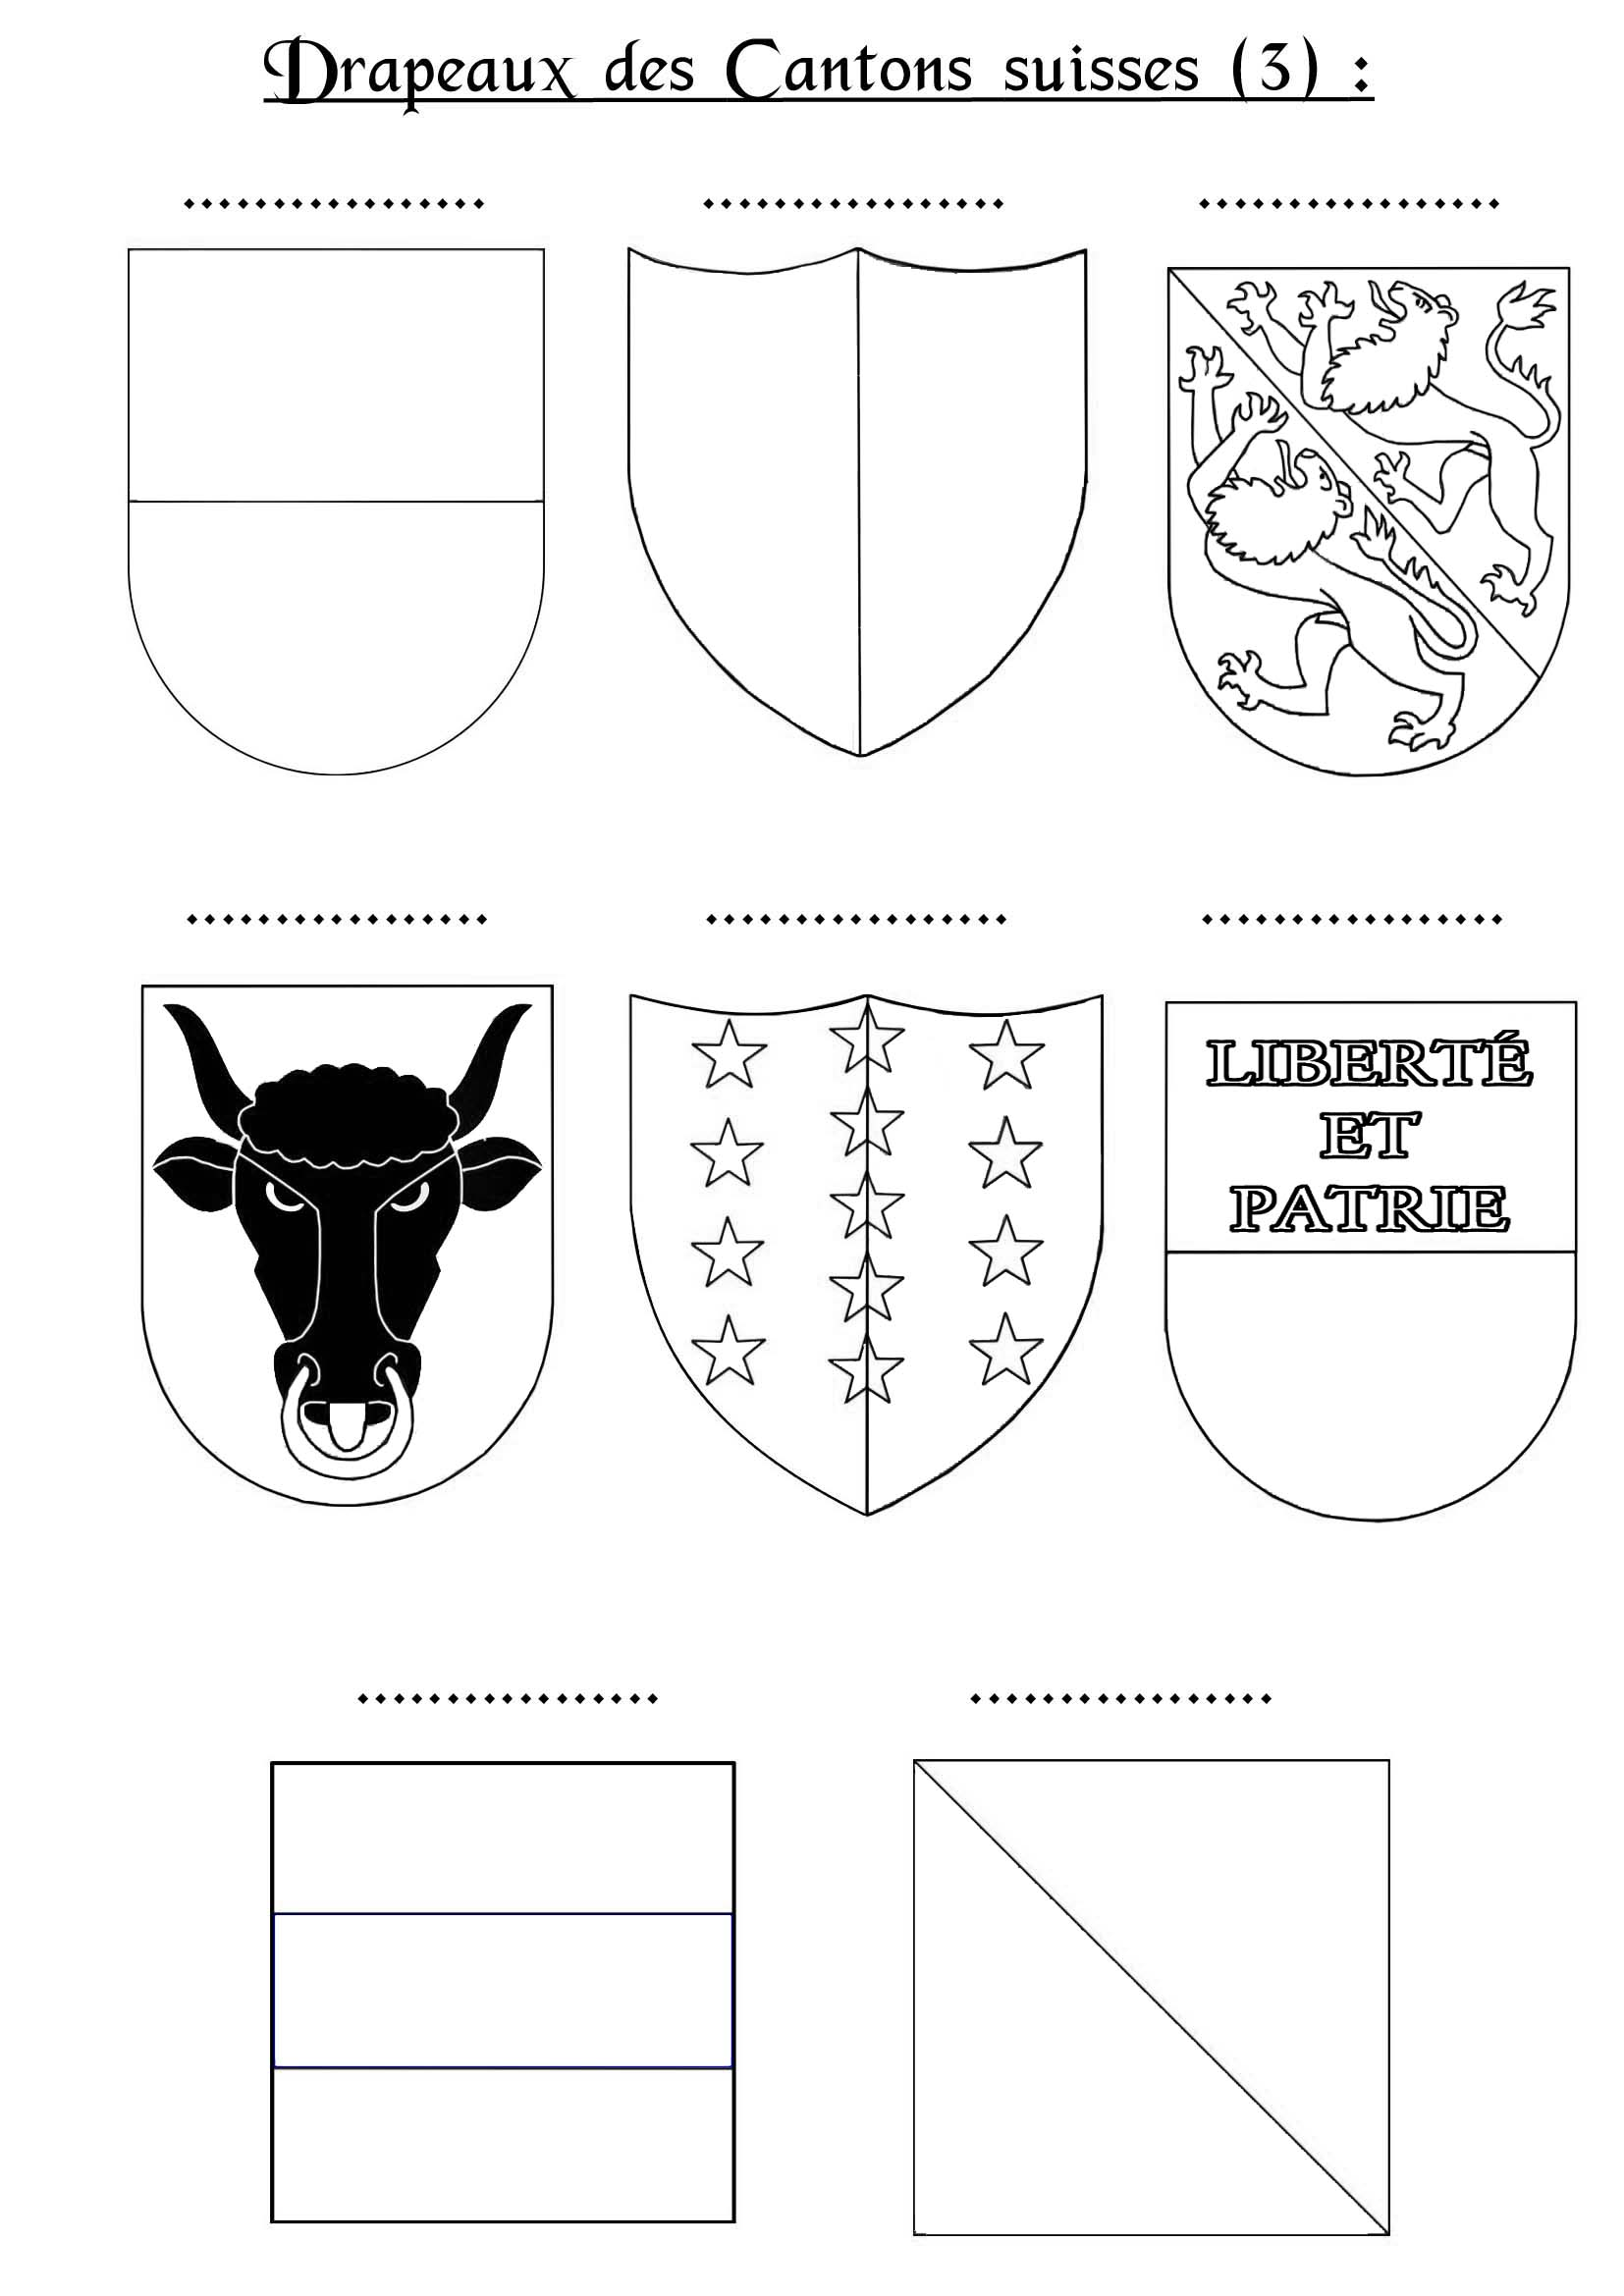 Drapeaux des Cantons suisses (3) :
LIBERTÉ
ET
PATRIE